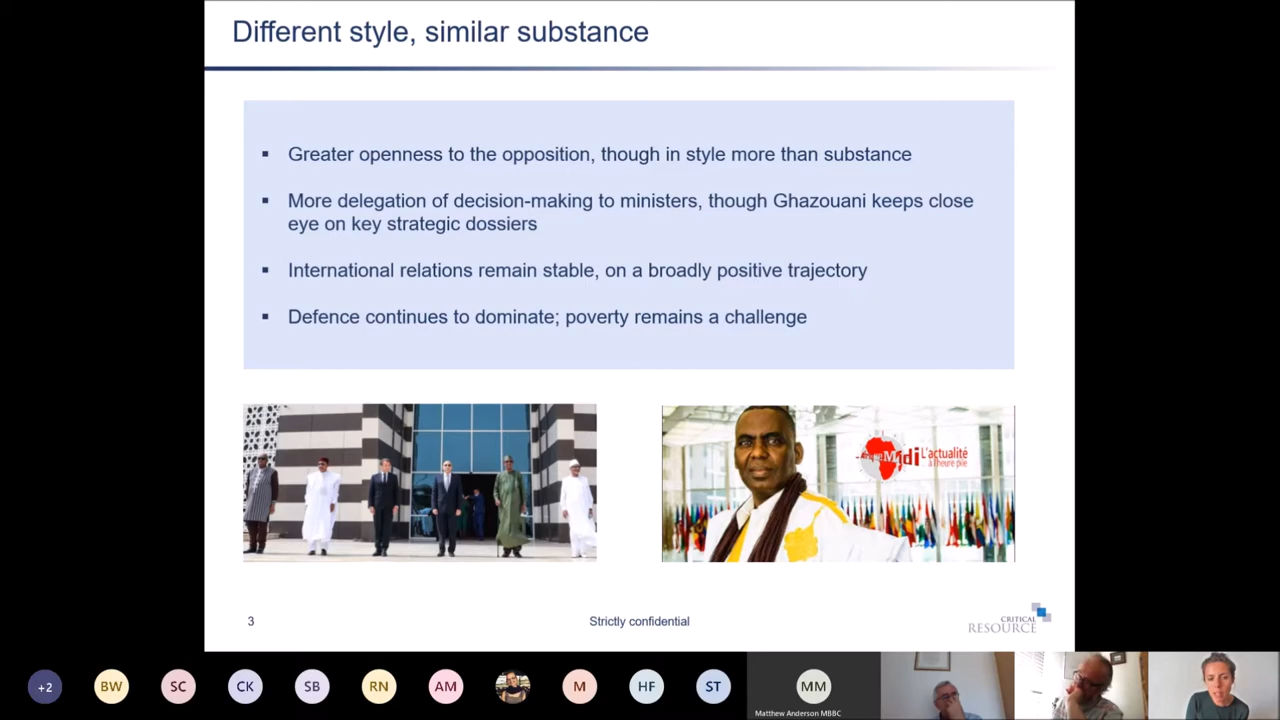 Different style, similar substance
▪ Greater openness to the opposition, though in style more than substance
▪ More delegation of decision-making to ministers, though Ghazouani keeps close
eye on key strategic dossiers
▪ International relations remain stable, on a broadly positive trajectory
▪ Defence continues to dominate; poverty remains a challenge
Midi L'actualité
à l'heure pile
3
Strictly confidential
CRITICAL
RESOURCE
+2
BW
SC
CK
SB
RN
AM
M
HF
ST
MM
Matthew Anderson MBBC